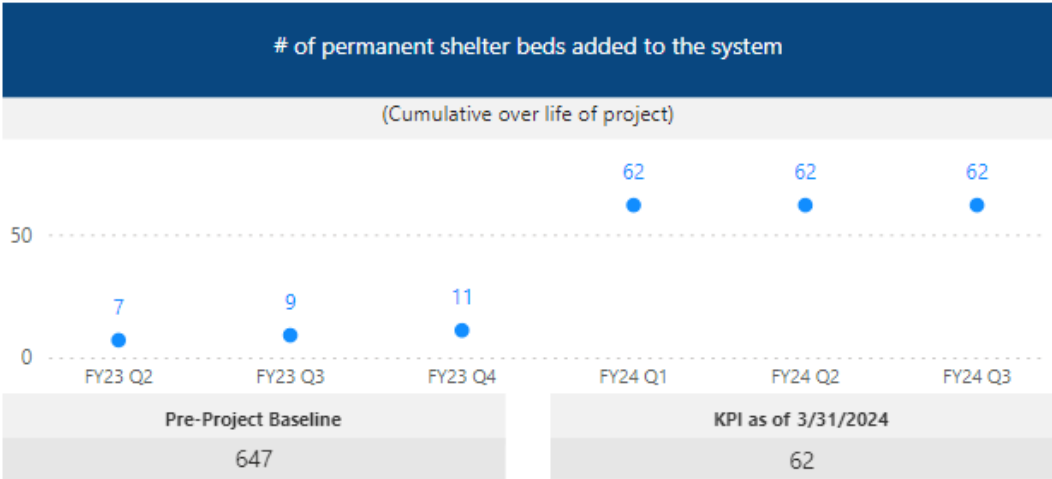 # of permanent shelter beds added to the system
(Cumulative over life of project)
62 62 62
50
7 9 11
0
FY23 Q2 FY23 Q3 FY23 Q4 FY24 Q1 FY24 Q2 FY24 Q3
Pre-Project Baseline KPI as of 3/31/2024
647 62